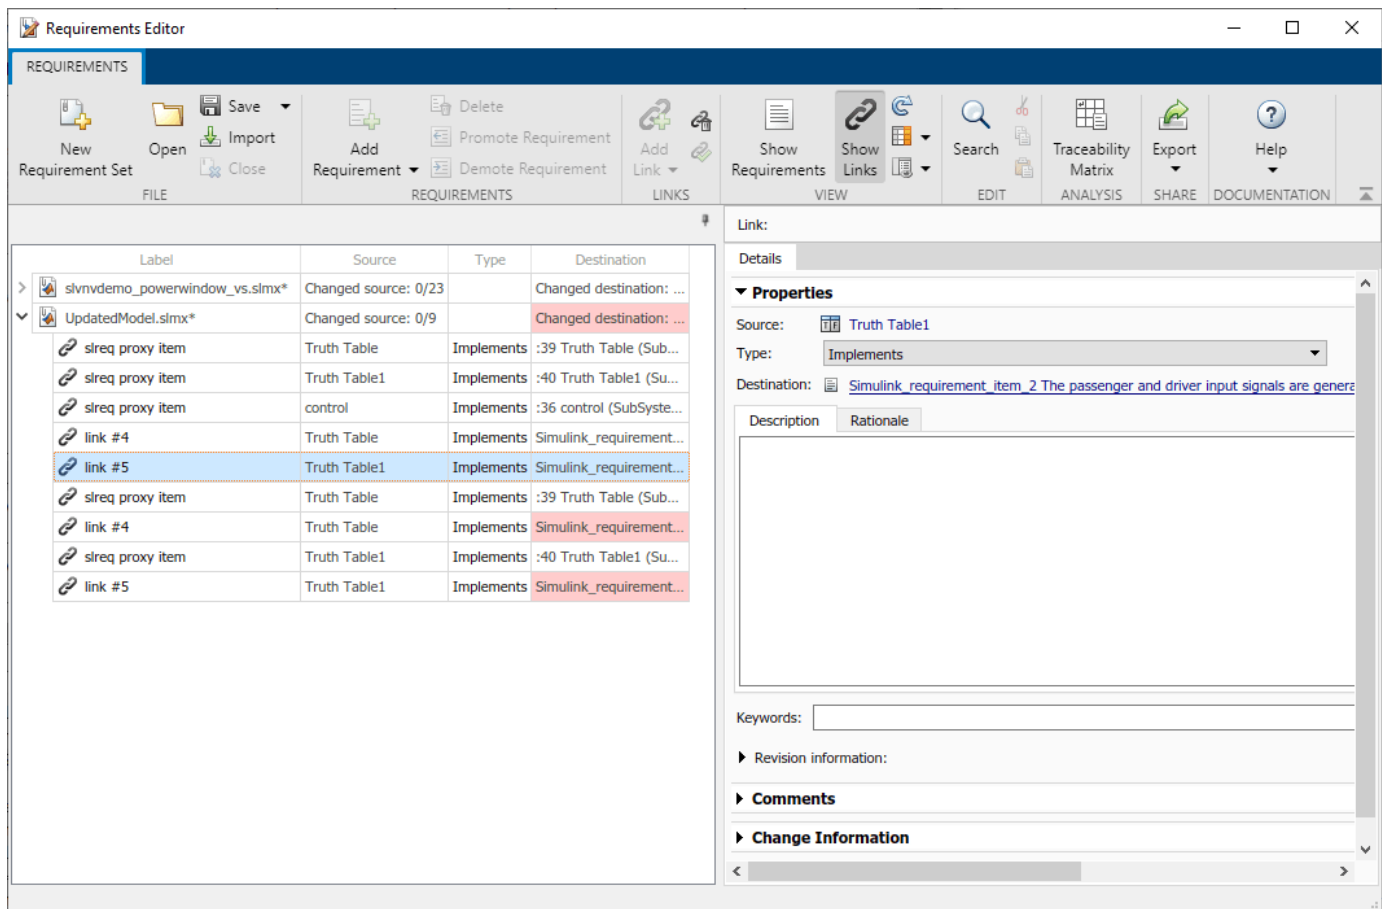 Requirements Editor
REQUIREMENTS
New
Requirement Set
Open
Save
Import
Close
FILE
Add
Requirement
Delete
Promote Requirement
Demote Requirement
REQUIREMENTS
Add
Link
LINKS
Show
Requirements
Show
Links
VIEW
Search
EDIT
Traceability
Matrix
ANALYSIS
Export
SHARE
Help
DOCUMENTATION
Label Source Type Destination
slvnvdemo_powerwindow_vs.slmx* Changed source: 0/23 Changed destination: ...
UpdatedModel.slmx* Changed source: 0/9 Changed destination: ...
slreq proxy item Truth Table Implements :39 Truth Table (Sub...
slreq proxy item Truth Table1 Implements :40 Truth Table1 (Su...
slreq proxy item control Implements :36 control (SubSyste...
link #4 Truth Table Implements Simulink_requirement...
link #5 Truth Table1 Implements Simulink_requirement...
slreq proxy item Truth Table Implements :39 Truth Table (Sub...
link #4 Truth Table Implements Simulink_requirement...
slreq proxy item Truth Table1 Implements :40 Truth Table1 (Su...
link #5 Truth Table1 Implements Simulink_requirement...
Link:
Details
Properties
Source: Truth Table1
Type: Implements
Destination: Simulink_requirement_item_2 The passenger and driver input signals are genera
Description Rationale
Keywords:
Revision information:
Comments
Change Information